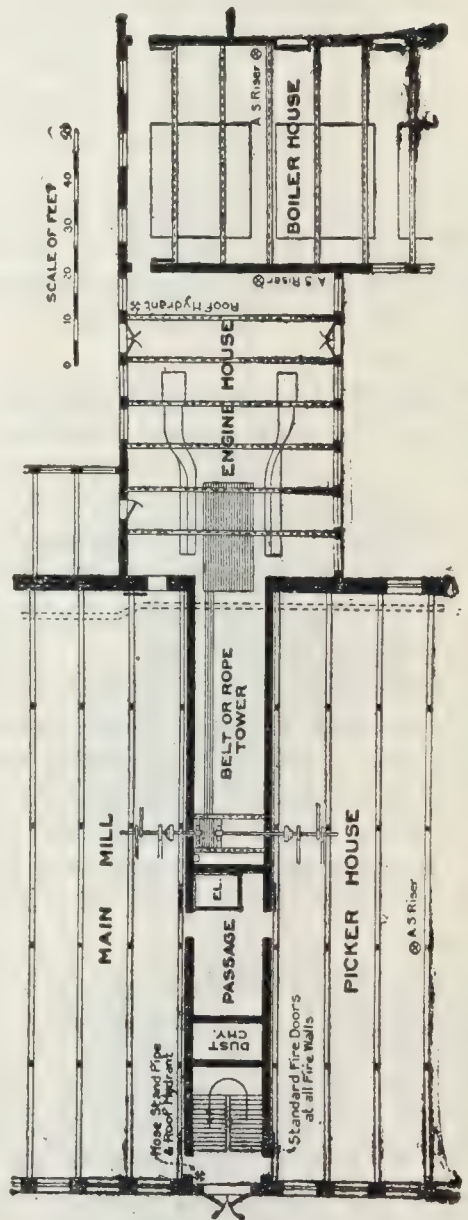 SCALE OF FEET
0 10 20 30 40 50
A S Riser
BOILER HOUSE
A S Riser
Roof Hydrant
ENGINE HOUSE
MAIN MILL
BELT OR ROPE
TOWER
EL.
PASSAGE
DUST
CHY.
Hose Stand Pipe
& Roof Hydrant
Standard Fire Doors
at all Fire Walls
PICKER HOUSE
A S Riser